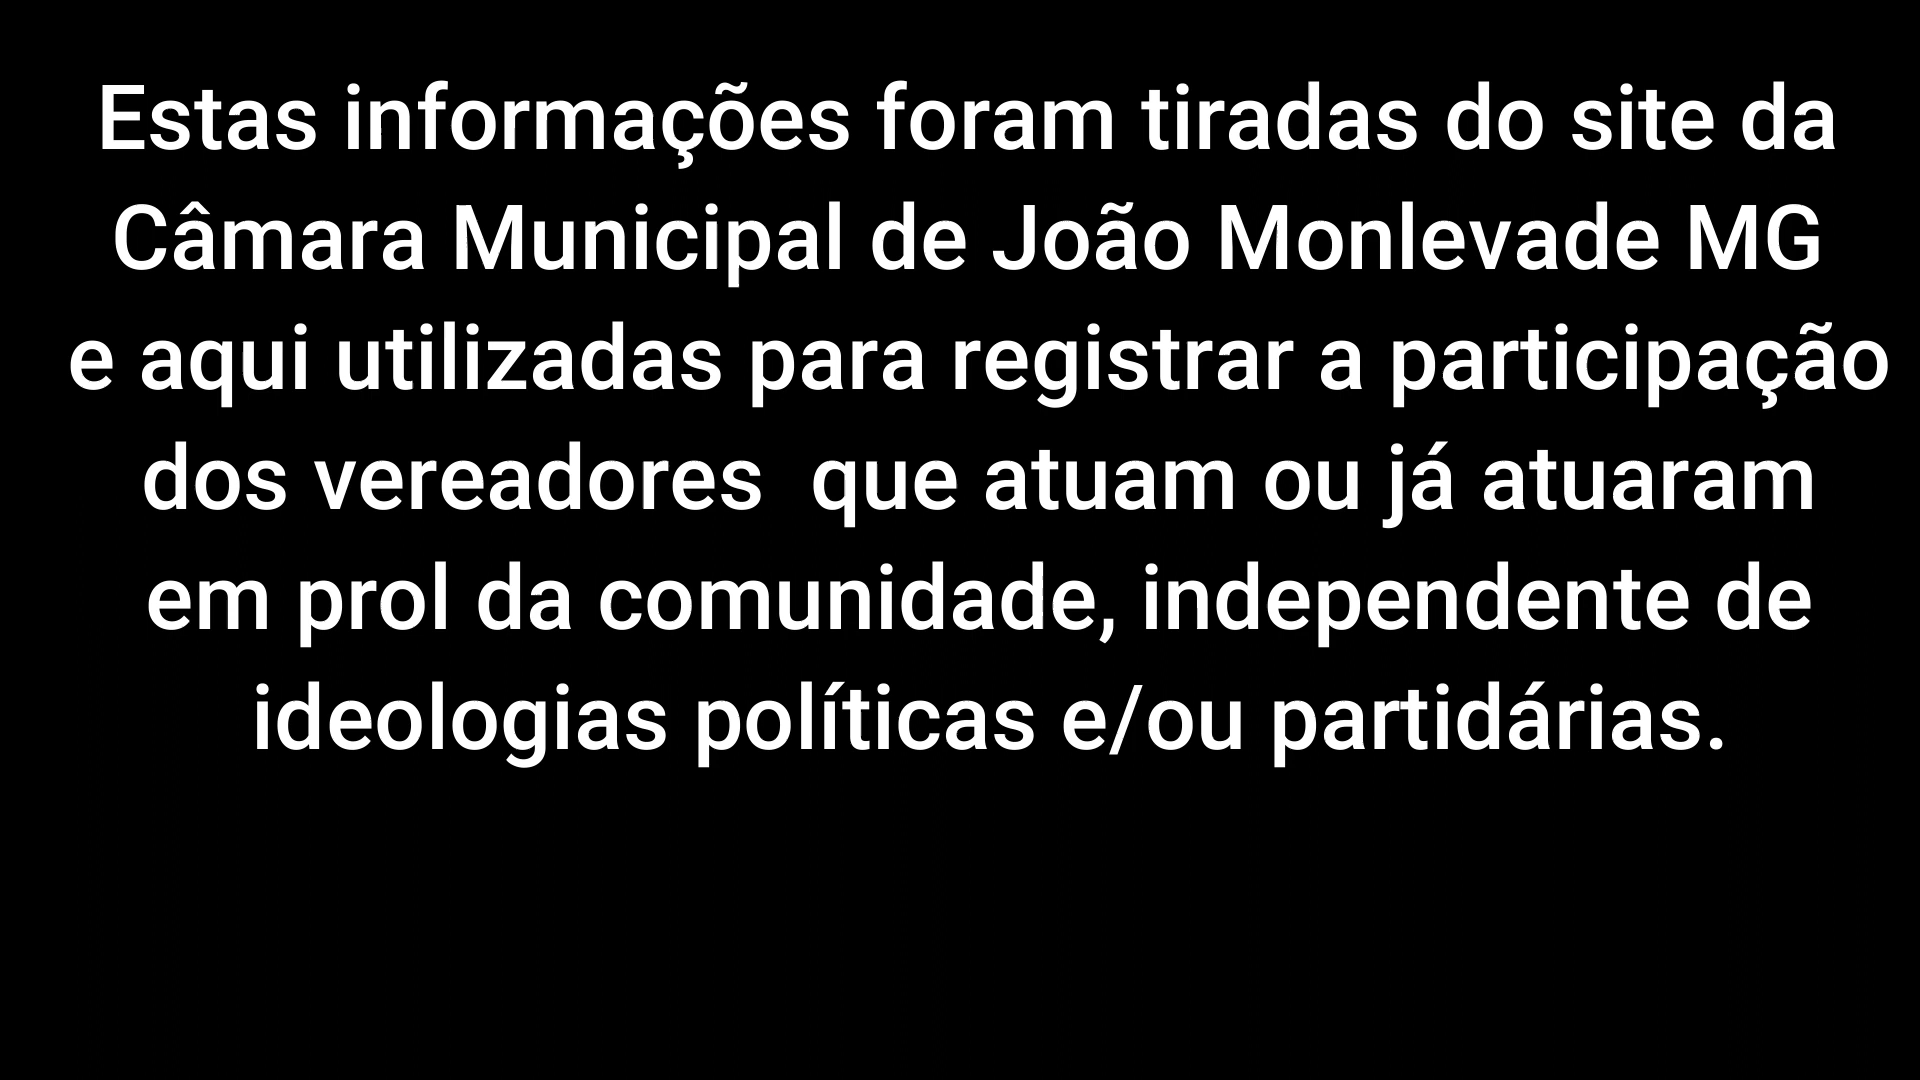 Estas informações foram tiradas do site da
Câmara Municipal de João Monlevade MG
e aqui utilizadas para registrar a participação
dos vereadores  que atuam ou já atuaram
em prol da comunidade, independente de
ideologias políticas e/ou partidárias.